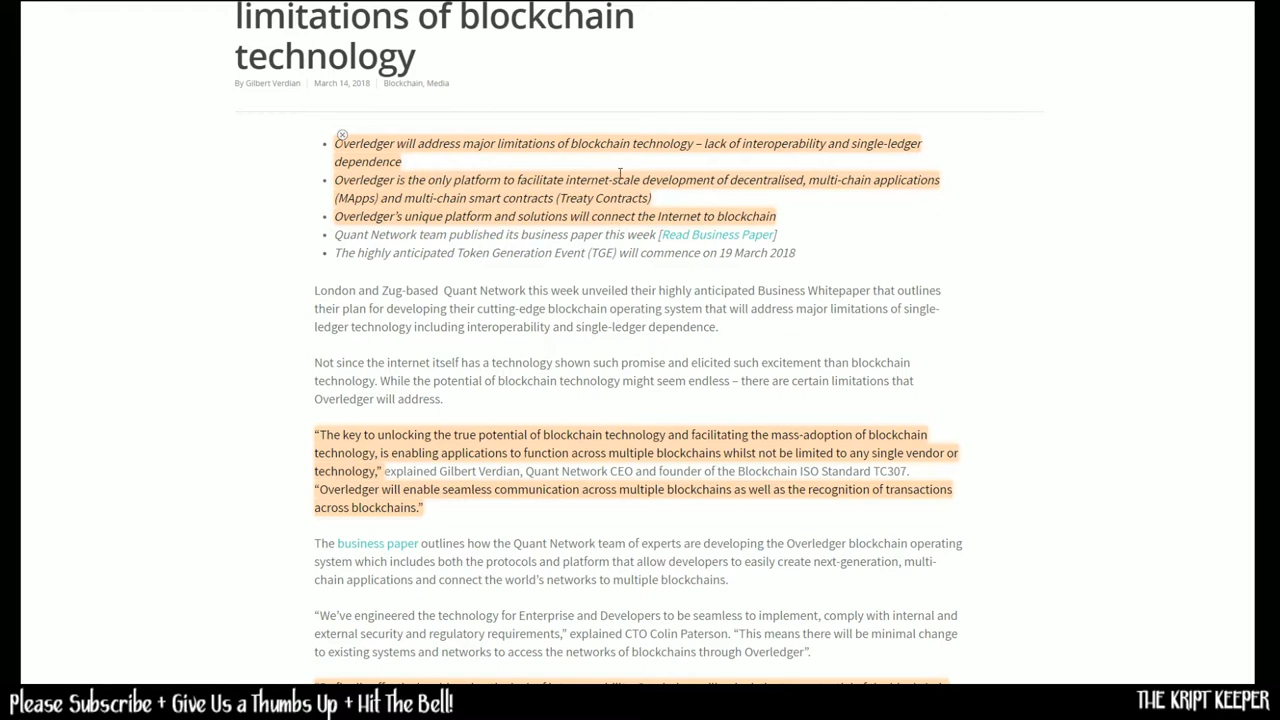 limitations of blockchain
technology
By Gilbert Verdian | March 14, 2018 | Blockchain, Media
• Overledger will address major limitations of blockchain technology – lack of interoperability and single-ledger
dependence
• Overledger is the only platform to facilitate internet-scale development of decentralised, multi-chain applications
(MApps) and multi-chain smart contracts (Treaty Contracts)
• Overledger's unique platform and solutions will connect the Internet to blockchain
• Quant Network team published its business paper this week [Read Business Paper]
• The highly anticipated Token Generation Event (TGE) will commence on 19 March 2018
London and Zug-based Quant Network this week unveiled their highly anticipated Business Whitepaper that outlines
their plan for developing their cutting-edge blockchain operating system that will address major limitations of single-
ledger technology including interoperability and single-ledger dependence.
Not since the internet itself has a technology shown such promise and elicited such excitement than blockchain
technology. While the potential of blockchain technology might seem endless – there are certain limitations that
Overledger will address.
“The key to unlocking the true potential of blockchain technology and facilitating the mass-adoption of blockchain
technology, is enabling applications to function across multiple blockchains whilst not be limited to any single vendor or
technology,” explained Gilbert Verdian, Quant Network CEO and founder of the Blockchain ISO Standard TC307.
“Overledger will enable seamless communication across multiple blockchains as well as the recognition of transactions
across blockchains.”
The business paper outlines how the Quant Network team of experts are developing the Overledger blockchain operating
system which includes both the protocols and platform that allow developers to easily create next-generation, multi-
chain applications and connect the world's networks to multiple blockchains.
“We've engineered the technology for Enterprise and Developers to be seamless to implement, comply with internal and
external security and regulatory requirements,” explained CTO Colin Paterson. “This means there will be minimal change
to existing systems and networks to access the networks of blockchains through Overledger”.
Please Subscribe + Give Us a Thumbs Up + Hit The Bell!
THE KRIPT KEEPER